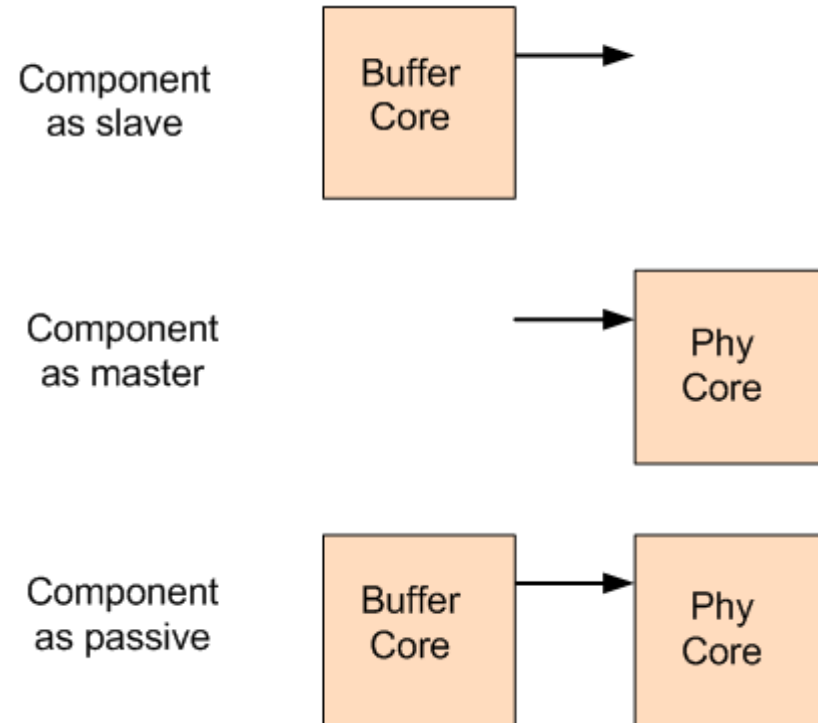 Component
as slave
Buffer
Core
Component
as master
Phy
Core
Component
as passive
Buffer
Core
Phy
Core